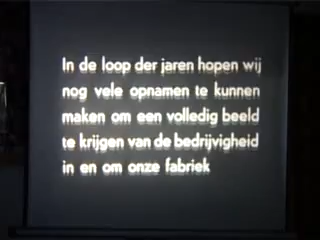 In de loop der jaren hopen wij
nog vele opnamen te kunnen
maken om een volledig beeld
te krijgen van de bedrijvigheid
in en om onze fabriek